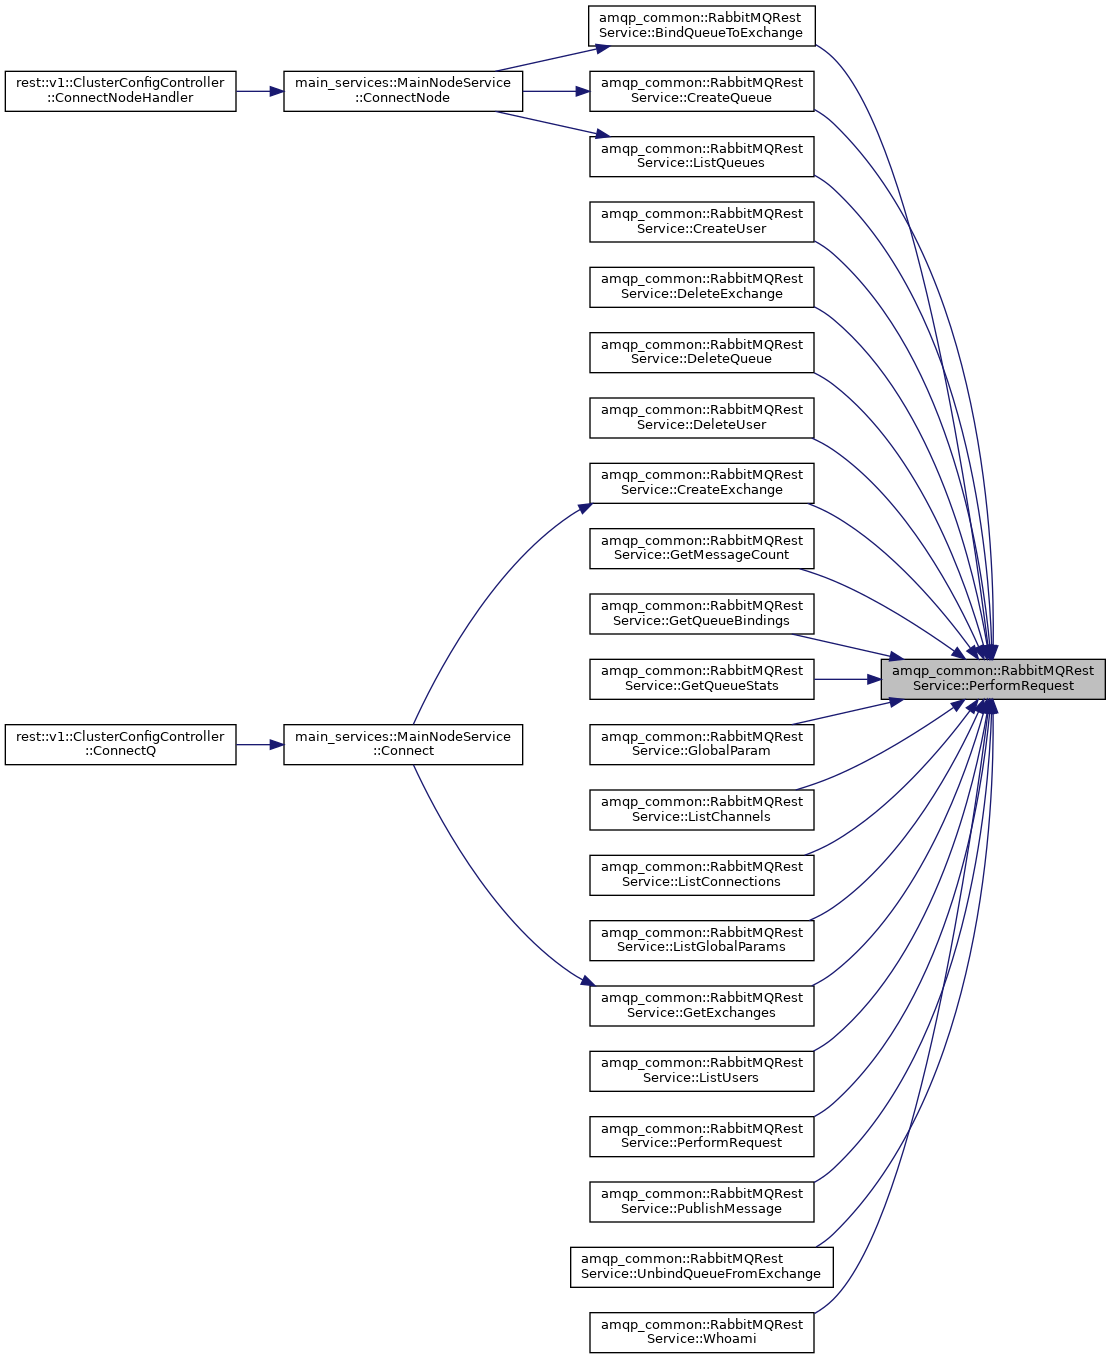 amqp_common::RabbitMQRest
Service::BindQueueToExchange
rest::v1::ClusterConfigController
::ConnectNodeHandler
main_services::MainNodeService
::ConnectNode
amqp_common::RabbitMQRest
Service::CreateQueue
amqp_common::RabbitMQRest
Service::ListQueues
amqp_common::RabbitMQRest
Service::CreateUser
amqp_common::RabbitMQRest
Service::DeleteExchange
amqp_common::RabbitMQRest
Service::DeleteQueue
amqp_common::RabbitMQRest
Service::DeleteUser
amqp_common::RabbitMQRest
Service::CreateExchange
amqp_common::RabbitMQRest
Service::GetMessageCount
amqp_common::RabbitMQRest
Service::GetQueueBindings
amqp_common::RabbitMQRest
Service::GetQueueStats
amqp_common::RabbitMQRest
Service::PerformRequest
rest::v1::ClusterConfigController
::ConnectQ
main_services::MainNodeService
::Connect
amqp_common::RabbitMQRest
Service::GlobalParam
amqp_common::RabbitMQRest
Service::ListChannels
amqp_common::RabbitMQRest
Service::ListConnections
amqp_common::RabbitMQRest
Service::ListGlobalParams
amqp_common::RabbitMQRest
Service::GetExchanges
amqp_common::RabbitMQRest
Service::ListUsers
amqp_common::RabbitMQRest
Service::PerformRequest
amqp_common::RabbitMQRest
Service::PublishMessage
amqp_common::RabbitMQRest
Service::UnbindQueueFromExchange
amqp_common::RabbitMQRest
Service::Whoami